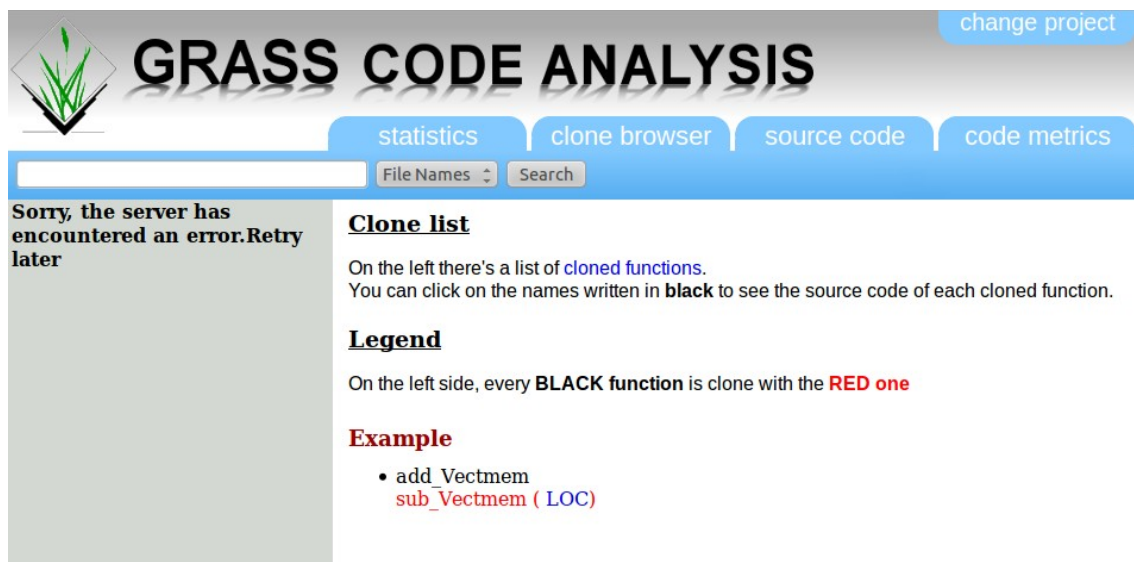 change project
GRASS CODE ANALYSIS
statistics clone browser source code code metrics
File Names Search
Sorry, the server has
encountered an error.Retry
later
Clone list
On the left there's a list of cloned functions.
You can click on the names written in black to see the source code of each cloned function.
Legend
On the left side, every BLACK function is clone with the RED one
Example
• add_Vectmem
sub_Vectmem ( LOC)